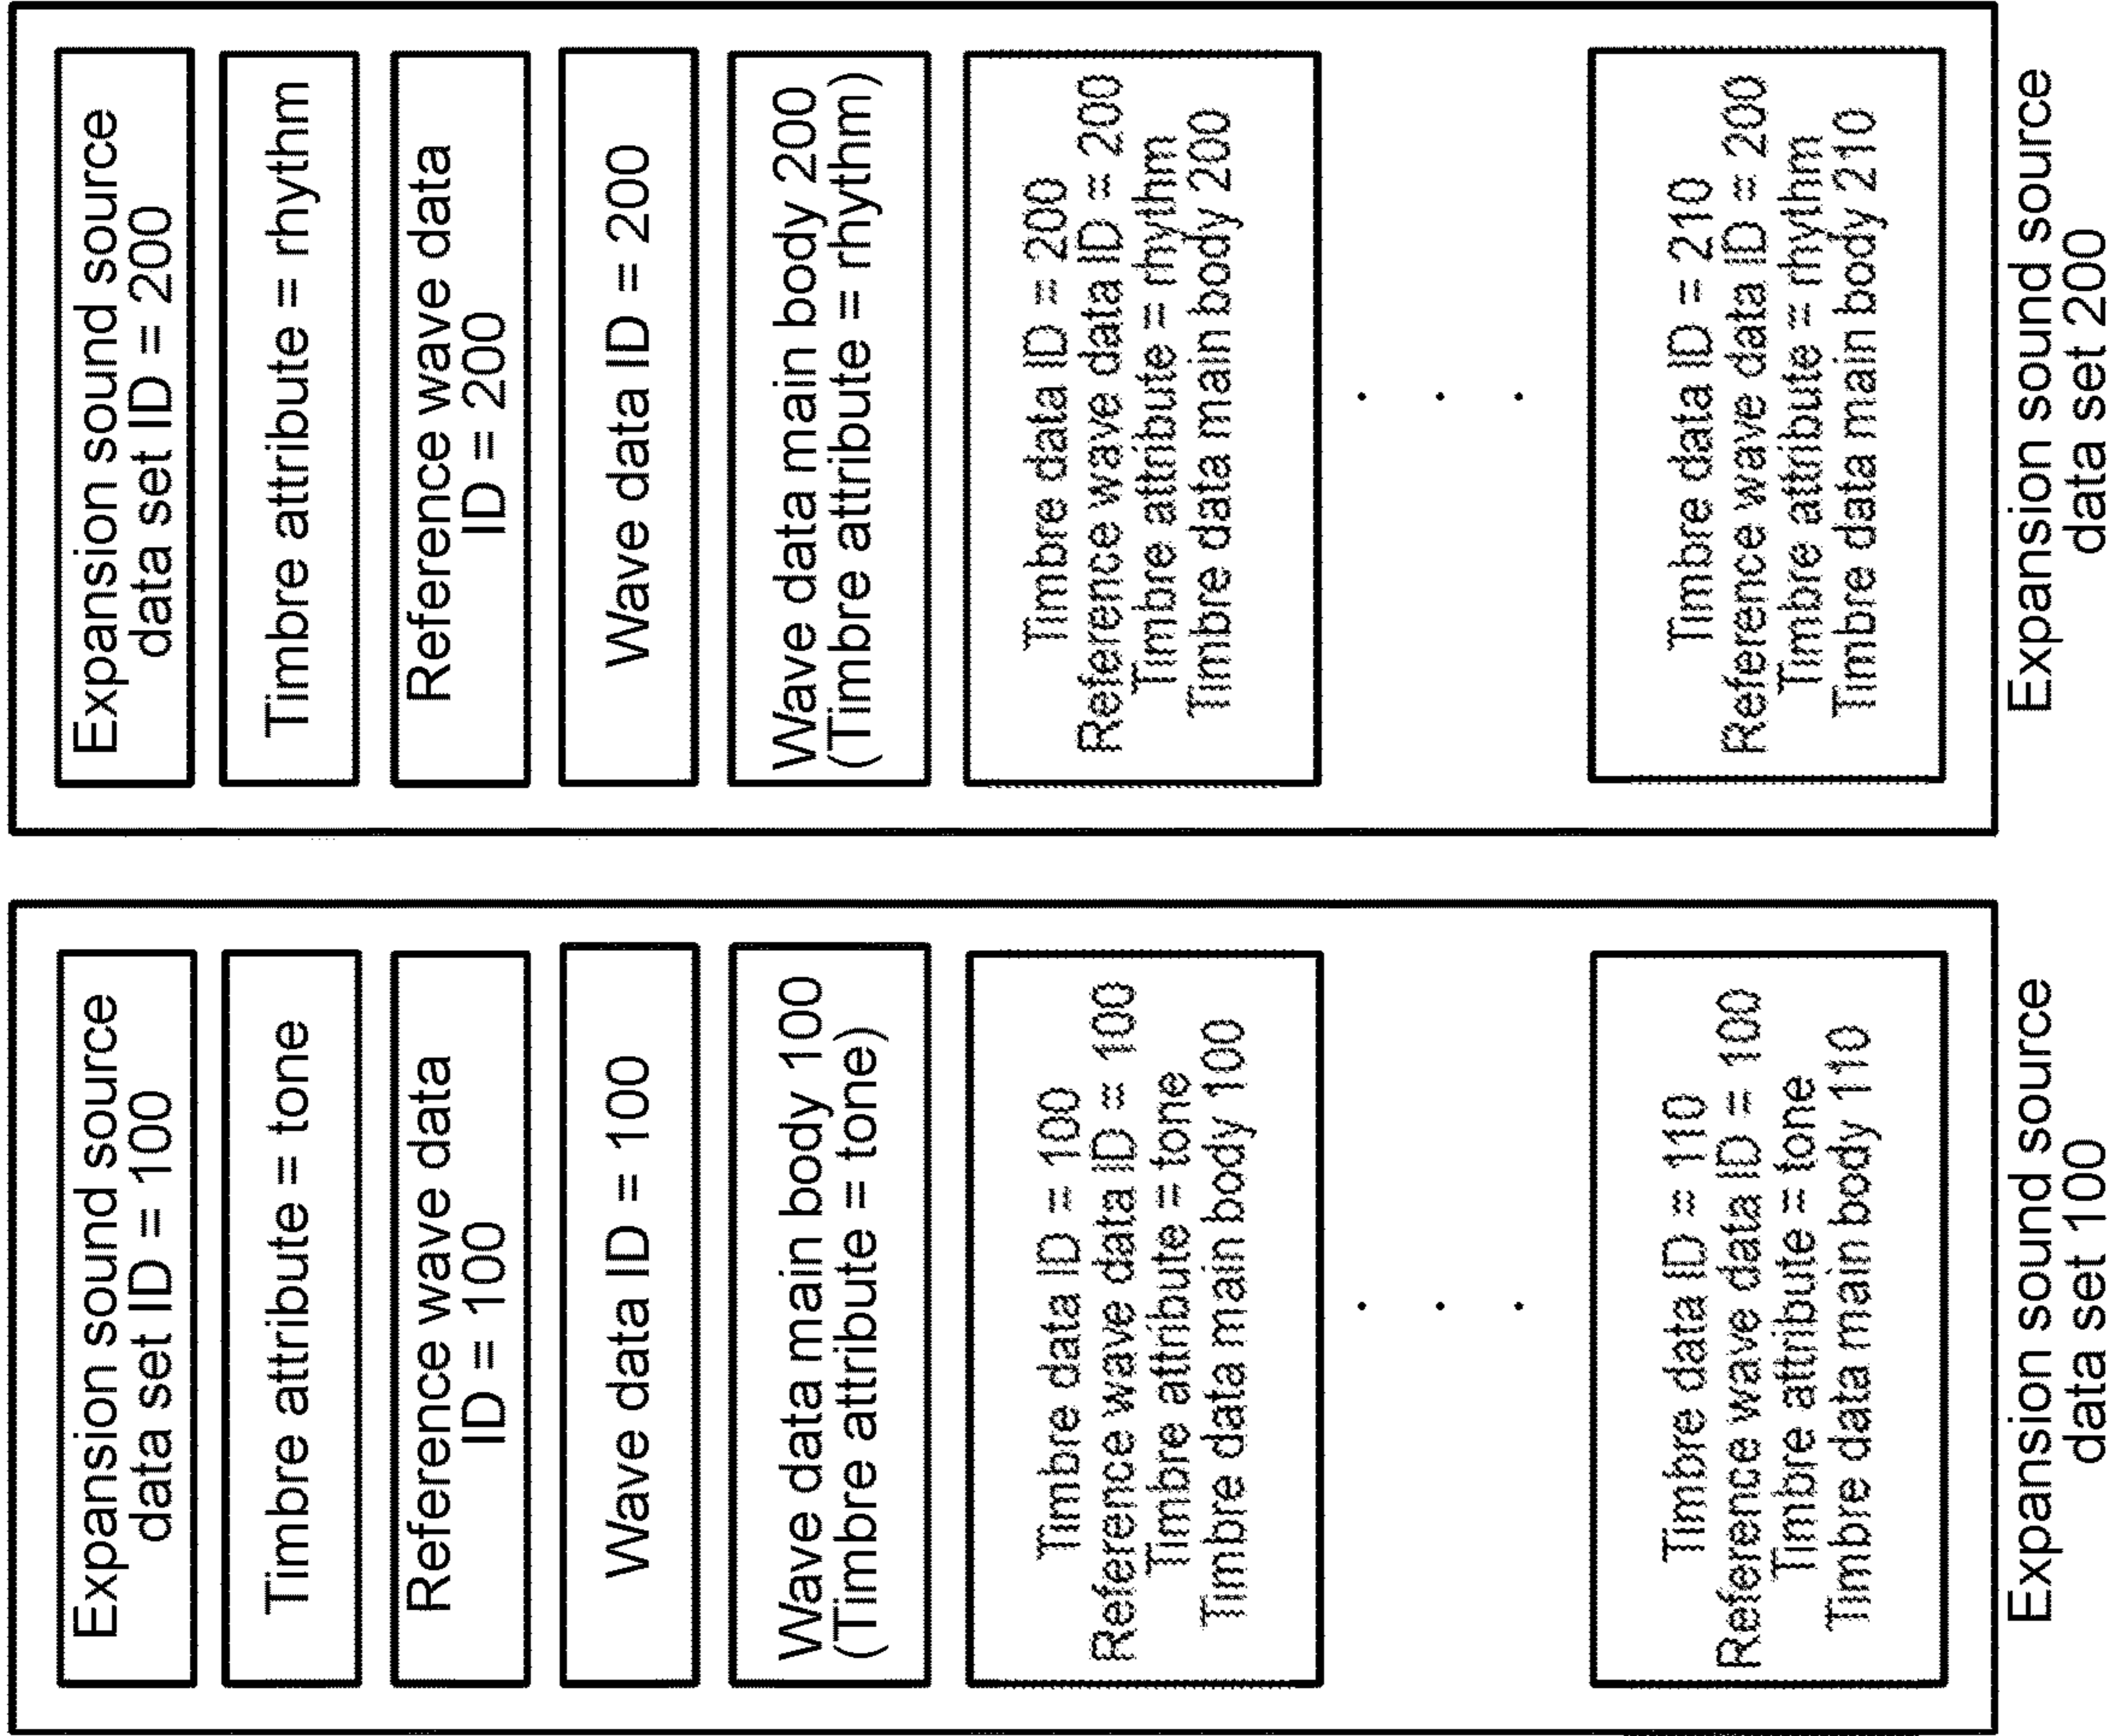 Expansion sound source
data set ID = 100
Timbre attribute = tone
Reference wave data
ID = 100
Wave data ID = 100
Wave data main body 100
(Timbre attribute = tone)
Timbre data ID = 100
Reference wave data ID = 100
Timbre attribute = tone
Timbre data main body 100
Timbre data ID = 110
Reference wave data ID = 100
Timbre attribute = tone
Timbre data main body 110
Expansion sound source
data set 100
Expansion sound source
data set ID = 200
Timbre attribute = rhythm
Reference wave data
ID = 200
Wave data ID = 200
Wave data main body 200
(Timbre attribute = rhythm)
Timbre data ID = 200
Reference wave data ID = 200
Timbre attribute = rhythm
Timbre data main body 200
Timbre data ID = 210
Reference wave data ID = 200
Timbre attribute = rhythm
Timbre data main body 210
Expansion sound source
data set 200